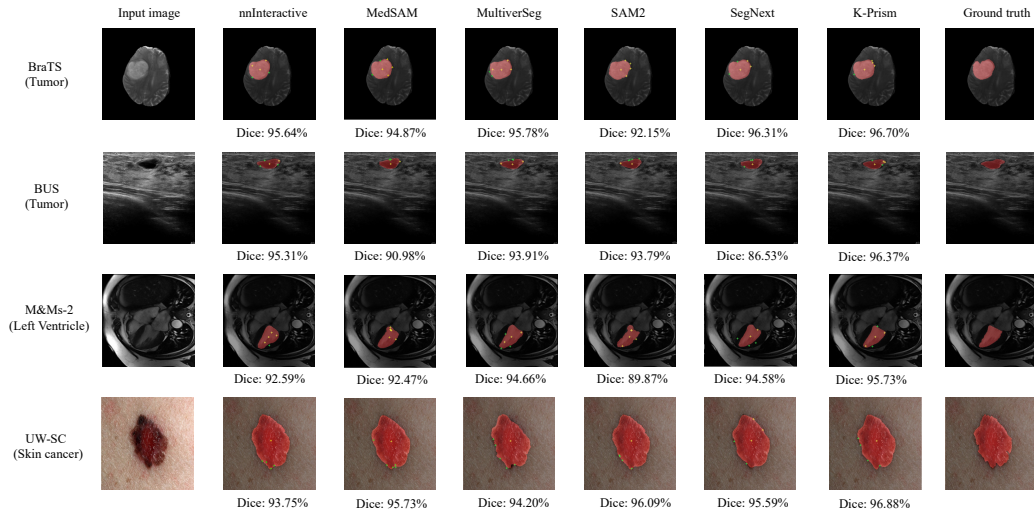 Input image nnInteractive MedSAM MultiverSeg SAM2 SegNext K-Prism Ground truth
BraTS
(Tumor)
Dice: 95.64% Dice: 94.87% Dice: 95.78% Dice: 92.15% Dice: 96.31% Dice: 96.70%
BUS
(Tumor)
Dice: 95.31% Dice: 90.98% Dice: 93.91% Dice: 93.79% Dice: 86.53% Dice: 96.37%
M&Ms-2
(Left Ventricle)
Dice: 92.59% Dice: 92.47% Dice: 94.66% Dice: 89.87% Dice: 94.58% Dice: 95.73%
UW-SC
(Skin cancer)
Dice: 93.75% Dice: 95.73% Dice: 94.20% Dice: 96.09% Dice: 95.59% Dice: 96.88%